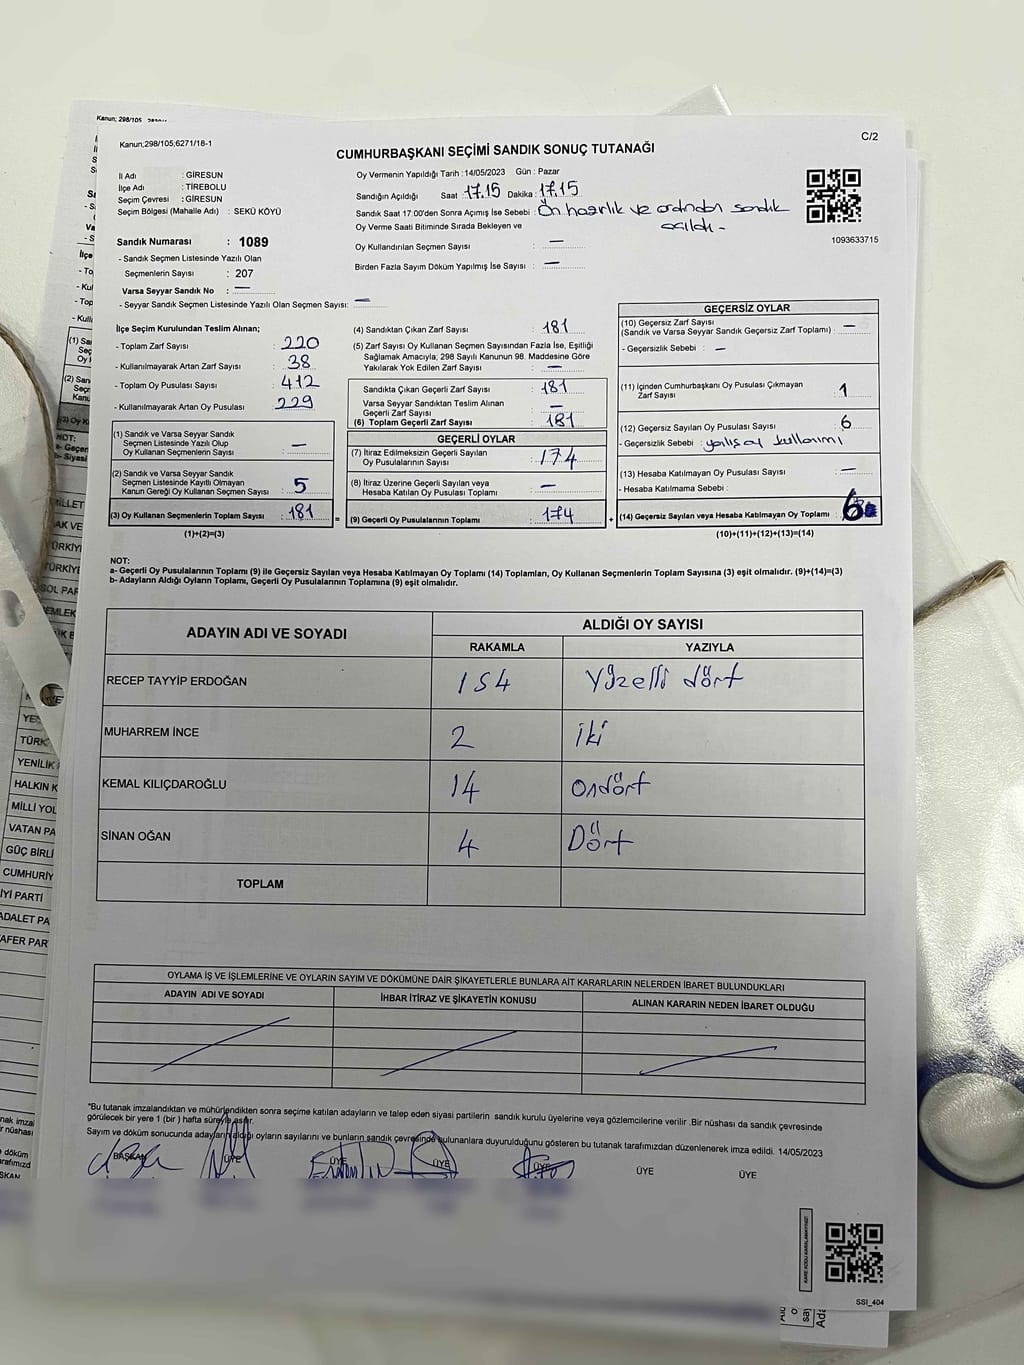 Kanun; 298/105
Kanun;298/105;6271/18-1
C/2
CUMHURBAŞKANI SEÇİMİ SANDIK SONUÇ TUTANAĞI
İl Adı : GİRESUN
İlçe Adı : TİREBOLU
Seçim Çevresi : GİRESUN
Seçim Bölgesi (Mahalle Adı) : SEKÜ KÖYÜ
Oy Vermenin Yapıldığı Tarih : 14/05/2023 Gün : Pazar
Sandığın Açıldığı Saat 17.15 Dakika : 17.15
Sandık Saat 17:00'den Sonra Açımış İse Sebebi : Ön hazırlık ve ardından sandık
açıldı.
Oy Verme Saati Bitiminde Sırada Bekleyen ve
Oy Kullandırılan Seçmen Sayısı : —
Birden Fazla Sayım Döküm Yapılmış İse Sayısı : —
1093633715
Sandık Numarası : 1089
- Sandık Seçmen Listesinde Yazılı Olan
Seçmenlerin Sayısı : 207
Varsa Seyyar Sandık No : —
- Seyyar Sandık Seçmen Listesinde Yazılı Olan Seçmen Sayısı: —
İlçe Seçim Kurulundan Teslim Alınan;
- Toplam Zarf Sayısı : 220
- Kullanılmayarak Artan Zarf Sayısı : 38
- Toplam Oy Pusulası Sayısı : 412
- Kullanılmayarak Artan Oy Pusulası : 229
(1) Sandık ve Varsa Seyyar Sandık
Seçmen Listesinde Yazılı Olup
Oy Kullanan Seçmenlerin Sayısı : —
(2) Sandık ve Varsa Seyyar Sandık
Seçmen Listesinde Kayıtlı Olmayan
Kanun Gereği Oy Kullanan Seçmen Sayısı : 5
(3) Oy Kullanan Seçmenlerin Toplam Sayısı : 181
(1)+(2)=(3)
(4) Sandıktan Çıkan Zarf Sayısı : 181
(5) Zarf Sayısı Oy Kullanan Seçmen Sayısından Fazla İse, Eşitliği
Sağlamak Amacıyla, 298 Sayılı Kanunun 98. Maddesine Göre
Yakılarak Yok Edilen Zarf Sayısı : —
Sandıkta Çıkan Geçerli Zarf Sayısı : 181
Varsa Seyyar Sandıktan Teslim Alınan
Geçerli Zarf Sayısı : —
(6) Toplam Geçerli Zarf Sayısı : 181
GEÇERLİ OYLAR
(7) İtiraz Edilmeksizin Geçerli Sayılan
Oy Pusulalarının Sayısı : 174
(8) İtiraz Üzerine Geçerli Sayılan veya
Hesaba Katılan Oy Pusulası Toplamı : —
= (9) Geçerli Oy Pusulalarının Toplamı : 174 +
GEÇERSİZ OYLAR
(10) Geçersiz Zarf Sayısı
(Sandık ve Varsa Seyyar Sandık Geçersiz Zarf Toplamı) : —
- Geçersizlik Sebebi : —
(11) İçinden Cumhurbaşkanı Oy Pusulası Çıkmayan
Zarf Sayısı : 1
(12) Geçersiz Sayılan Oy Pusulası Sayısı : 6
- Geçersizlik Sebebi : yanlış oy kullanımı
(13) Hesaba Katılmayan Oy Pusulası Sayısı : —
- Hesaba Katılmama Sebebi :
(14) Geçersiz Sayılan veya Hesaba Katılmayan Oy Toplamı : 6
(10)+(11)+(12)+(13)=(14)
NOT:
a- Geçerli Oy Pusulalarının Toplamı (9) ile Geçersiz Sayılan veya Hesaba Katılmayan Oy Toplamı (14) Toplamları, Oy Kullanan Seçmenlerin Toplam Sayısına (3) eşit olmalıdır. (9)+(14)=(3)
b- Adayların Aldığı Oyların Toplamı, Geçerli Oy Pusulalarının Toplamına (9) eşit olmalıdır.
ADAYIN ADI VE SOYADI ALDIĞI OY SAYISI
RAKAMLA YAZIYLA
RECEP TAYYİP ERDOĞAN 154 Yüzelli dört
MUHARREM İNCE 2 iki
KEMAL KILIÇDAROĞLU 14 Ondört
SİNAN OĞAN 4 Dört
TOPLAM
OYLAMA İŞ VE İŞLEMLERİNE VE OYLARIN SAYIM VE DÖKÜMÜNE DAİR ŞİKAYETLERLE BUNLARA AİT KARARLARIN NELERDEN İBARET BULUNDUKLARI
ADAYIN ADI VE SOYADI İHBAR İTİRAZ VE ŞİKAYETİN KONUSU ALINAN KARARIN NEDEN İBARET OLDUĞU
*Bu tutanak imzalandıktan ve mühürlendikten sonra seçime katılan adayların ve talep eden siyasi partilerin sandık kurulu üyelerine veya gözlemcilerine verilir .Bir nüshası da sandık çevresinde
görülecek bir yere 1 (bir ) hafta süreyle asılır.
Sayım ve döküm sonucunda adayların aldığı oyların sayılarını ve bunların sandık çevresinde bulunanlara duyurulduğunu gösteren bu tutanak tarafımızdan düzenlenerek imza edildi. 14/05/2023
BAŞKAN ÜYE ÜYE ÜYE ÜYE ÜYE ÜYE
SSI_404
TÜRK
YENİLİK
HALKIN K
MİLLİ YOL
VATAN PA
GÜÇ BİRLİ
CUMHURİY
İYİ PARTİ
ADALET PA
AFER PAR